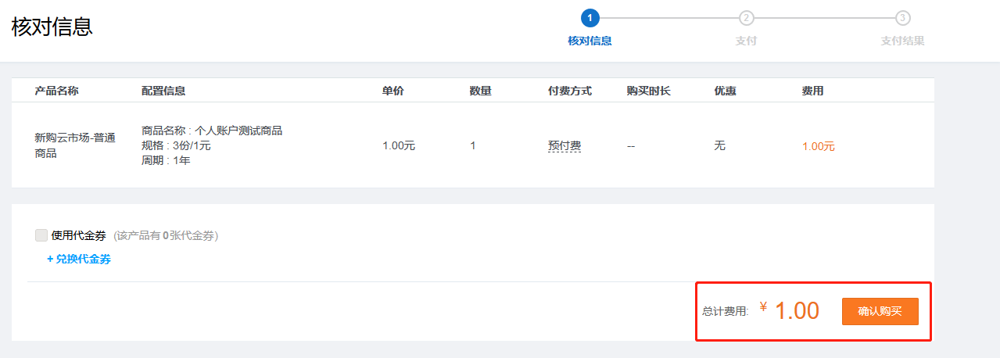 核对信息
1
2
3
核对信息
支付
支付结果
产品名称
配置信息
单价
数量
付费方式
购买时长
优惠
费用
新购云市场-普通
商品
商品名称 : 个人账户测试商品
规格 : 3份/1元
周期 : 1年
1.00元
1
预付费
--
无
1.00元
使用代金券 (该产品有0张代金券)
+ 兑换代金券
总计费用: ¥ 1.00 确认购买